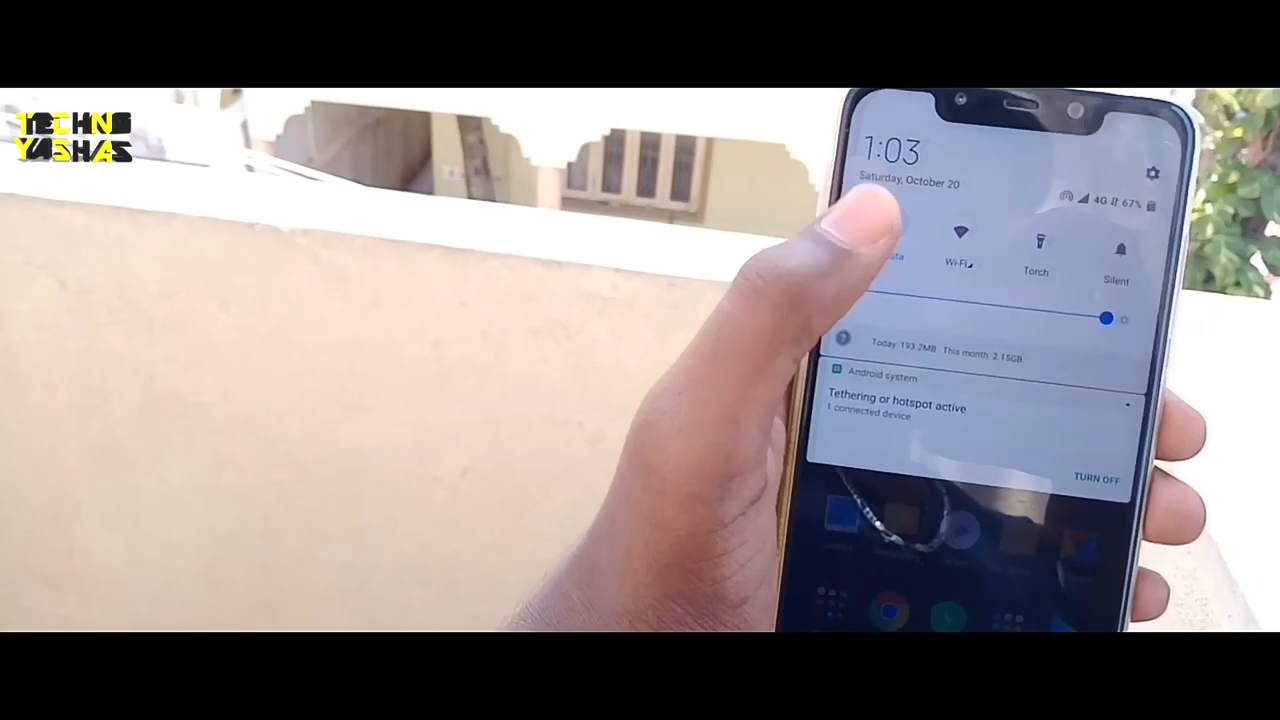 TECHNO
YASHAS
1:03
Saturday, October 20
4G 67%
Wi-Fi
Torch
Silent
Today: 193.2MB This month: 2.15GB
Android system
Tethering or hotspot active
1 connected device
TURN OFF